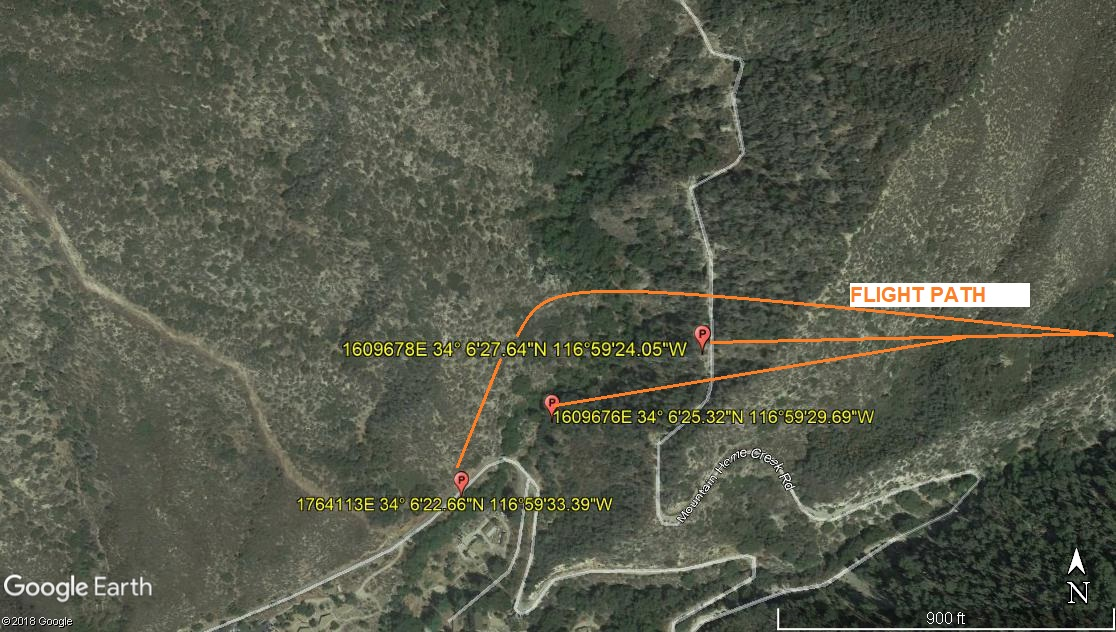 FLIGHT PATH
1609678E 34° 6'27.64"N 116°59'24.05"W
1609676E 34° 6'25.32"N 116°59'29.69"W
Mountain Home Creek Rd
1764113E 34° 6'22.66"N 116°59'33.39"W
Google Earth
N
©2018 Google
900 ft
P
P
P